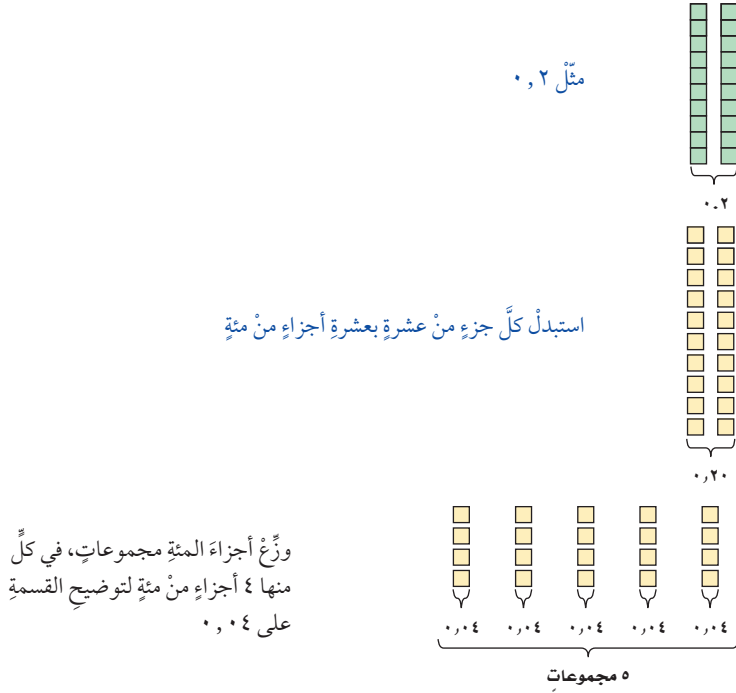 مثّلْ ٠,٢
٠.٢
استبدلْ كلَّ جزءٍ منْ عشرةٍ بعشرةِ أجزاءٍ منْ مئةٍ
٠,٢٠
وزِّعْ أجزاءَ المئةِ مجموعاتٍ، في كلٍّ
منها ٤ أجزاءٍ منْ مئةٍ لتوضيحِ القسمةِ
على ٠,٠٤
٠,٠٤ ٠,٠٤ ٠,٠٤ ٠,٠٤ ٠,٠٤
٥ مجموعاتٍ